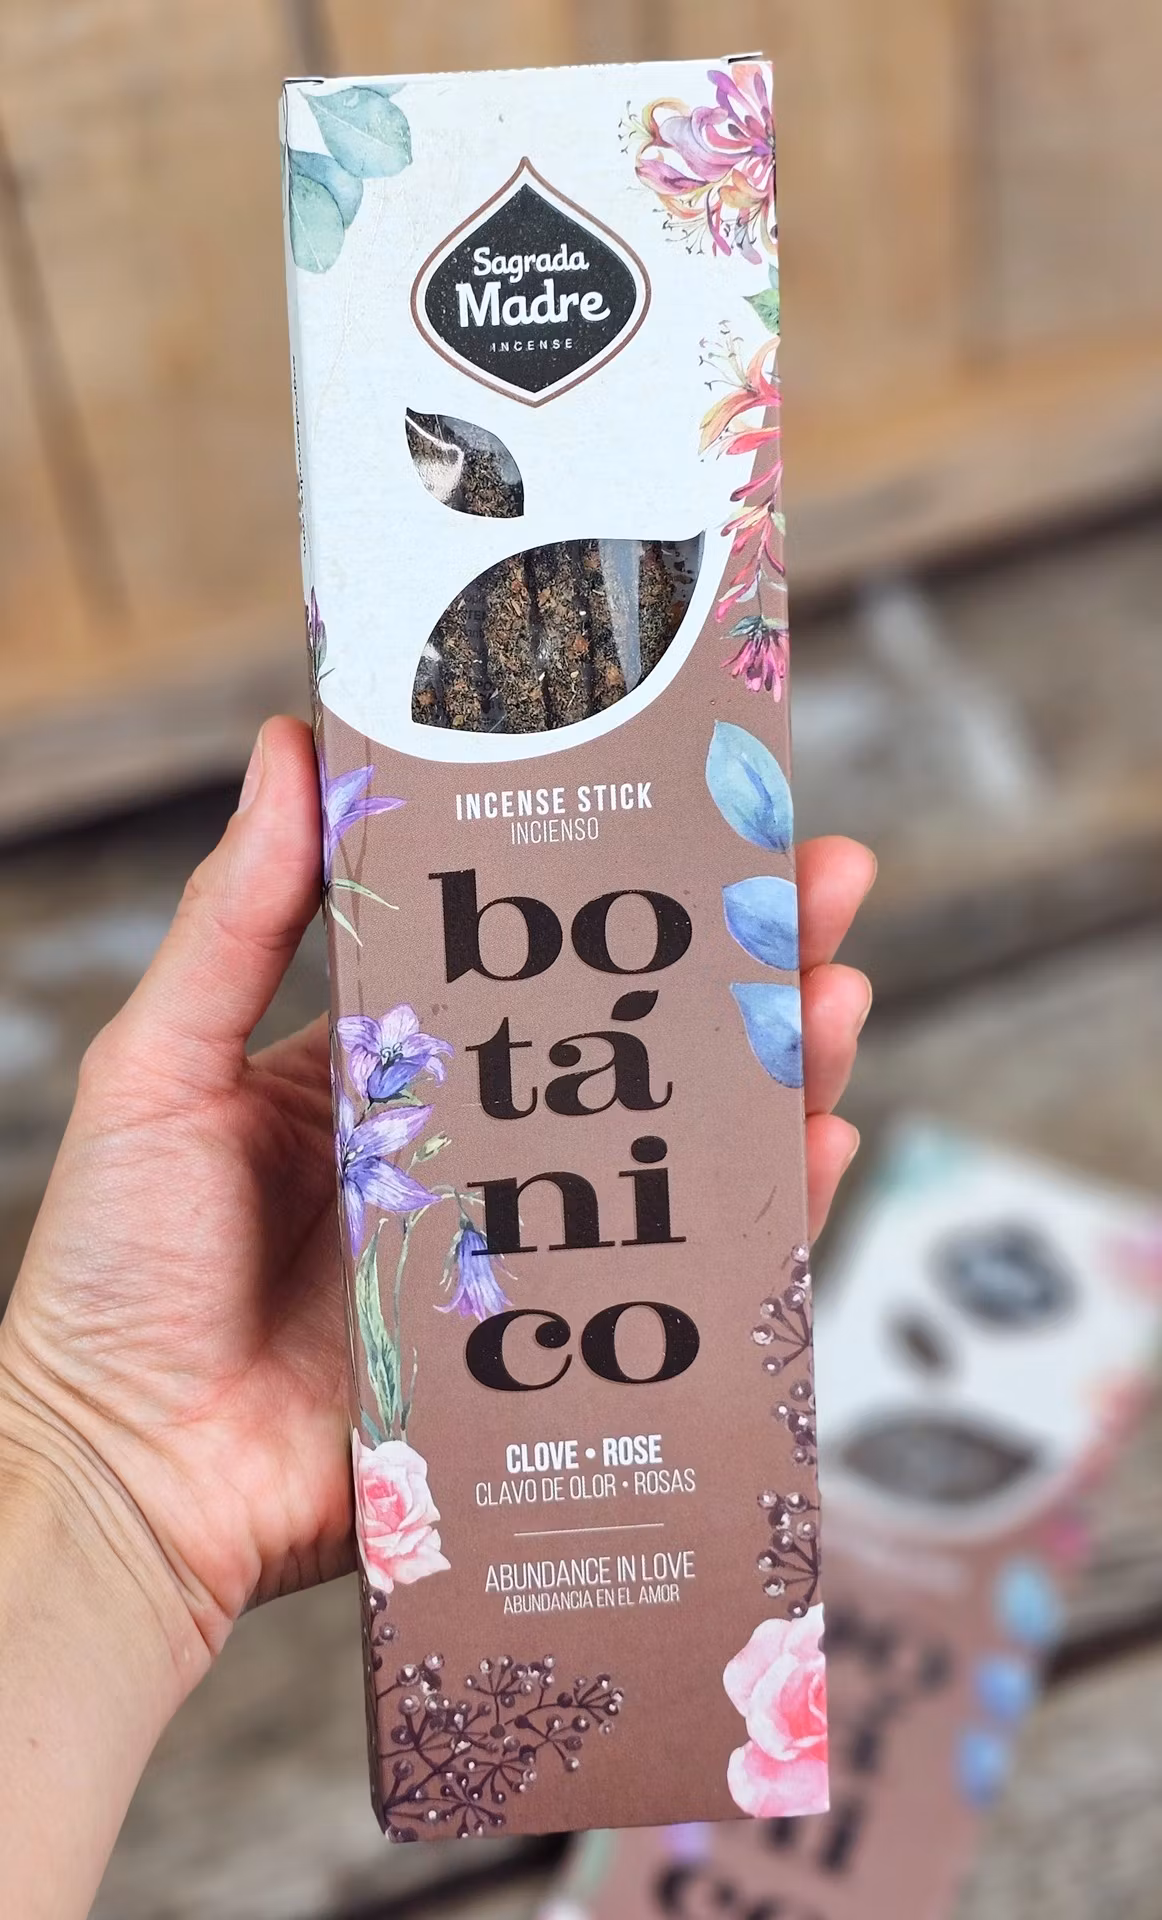 Sagrada
Madre
INCENSE
INCENSE STICK
INCIENSO
bo
tá
ni
co
CLOVE • ROSE
CLAVO DE OLOR • ROSAS
ABUNDANCE IN LOVE
ABUNDANCIA EN EL AMOR